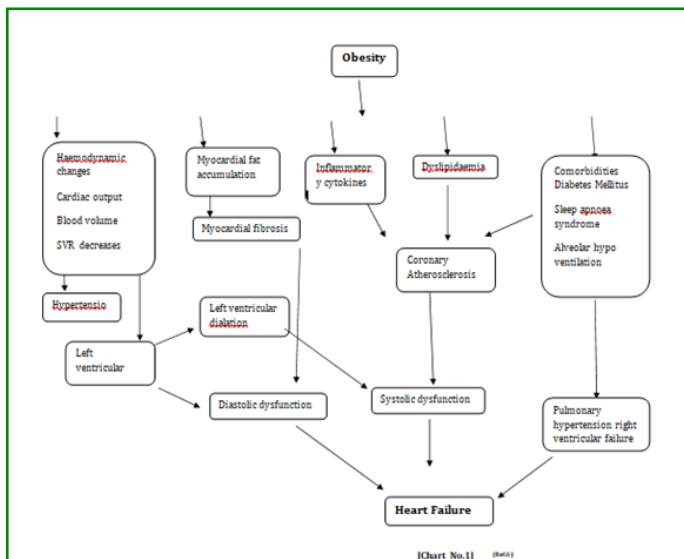 Obesity
Haemodynamic
changes
Cardiac output
Blood volume
SVR decreases
Myocardial fat
accumulation
Inflammator
y cytokines
Dyslipidaemia
Comorbidities
Diabetes Mellitus
Sleep apnoea
syndrome
Alveolar hypo
ventilation
Myocardial fibrosis
Coronary
Atherosclerosis
Hypertensio
Left ventricular
dialation
Left
ventricular
Diastolic dysfunction
Systolic dysfunction
Pulmonary
hypertension right
ventricular failure
Heart Failure
[Chart No.1] (Ref.6)